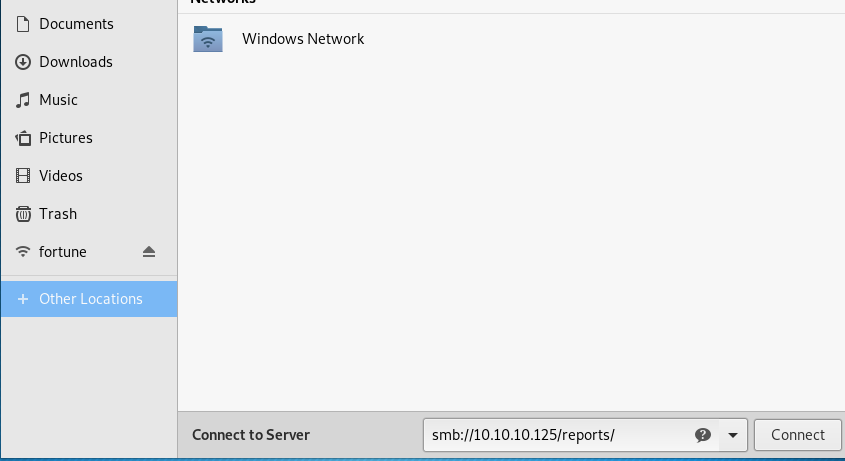 Networks
Documents
Windows Network
Downloads
Music
Pictures
Videos
Trash
fortune
Other Locations
Connect to Server
smb://10.10.10.125/reports/
Connect